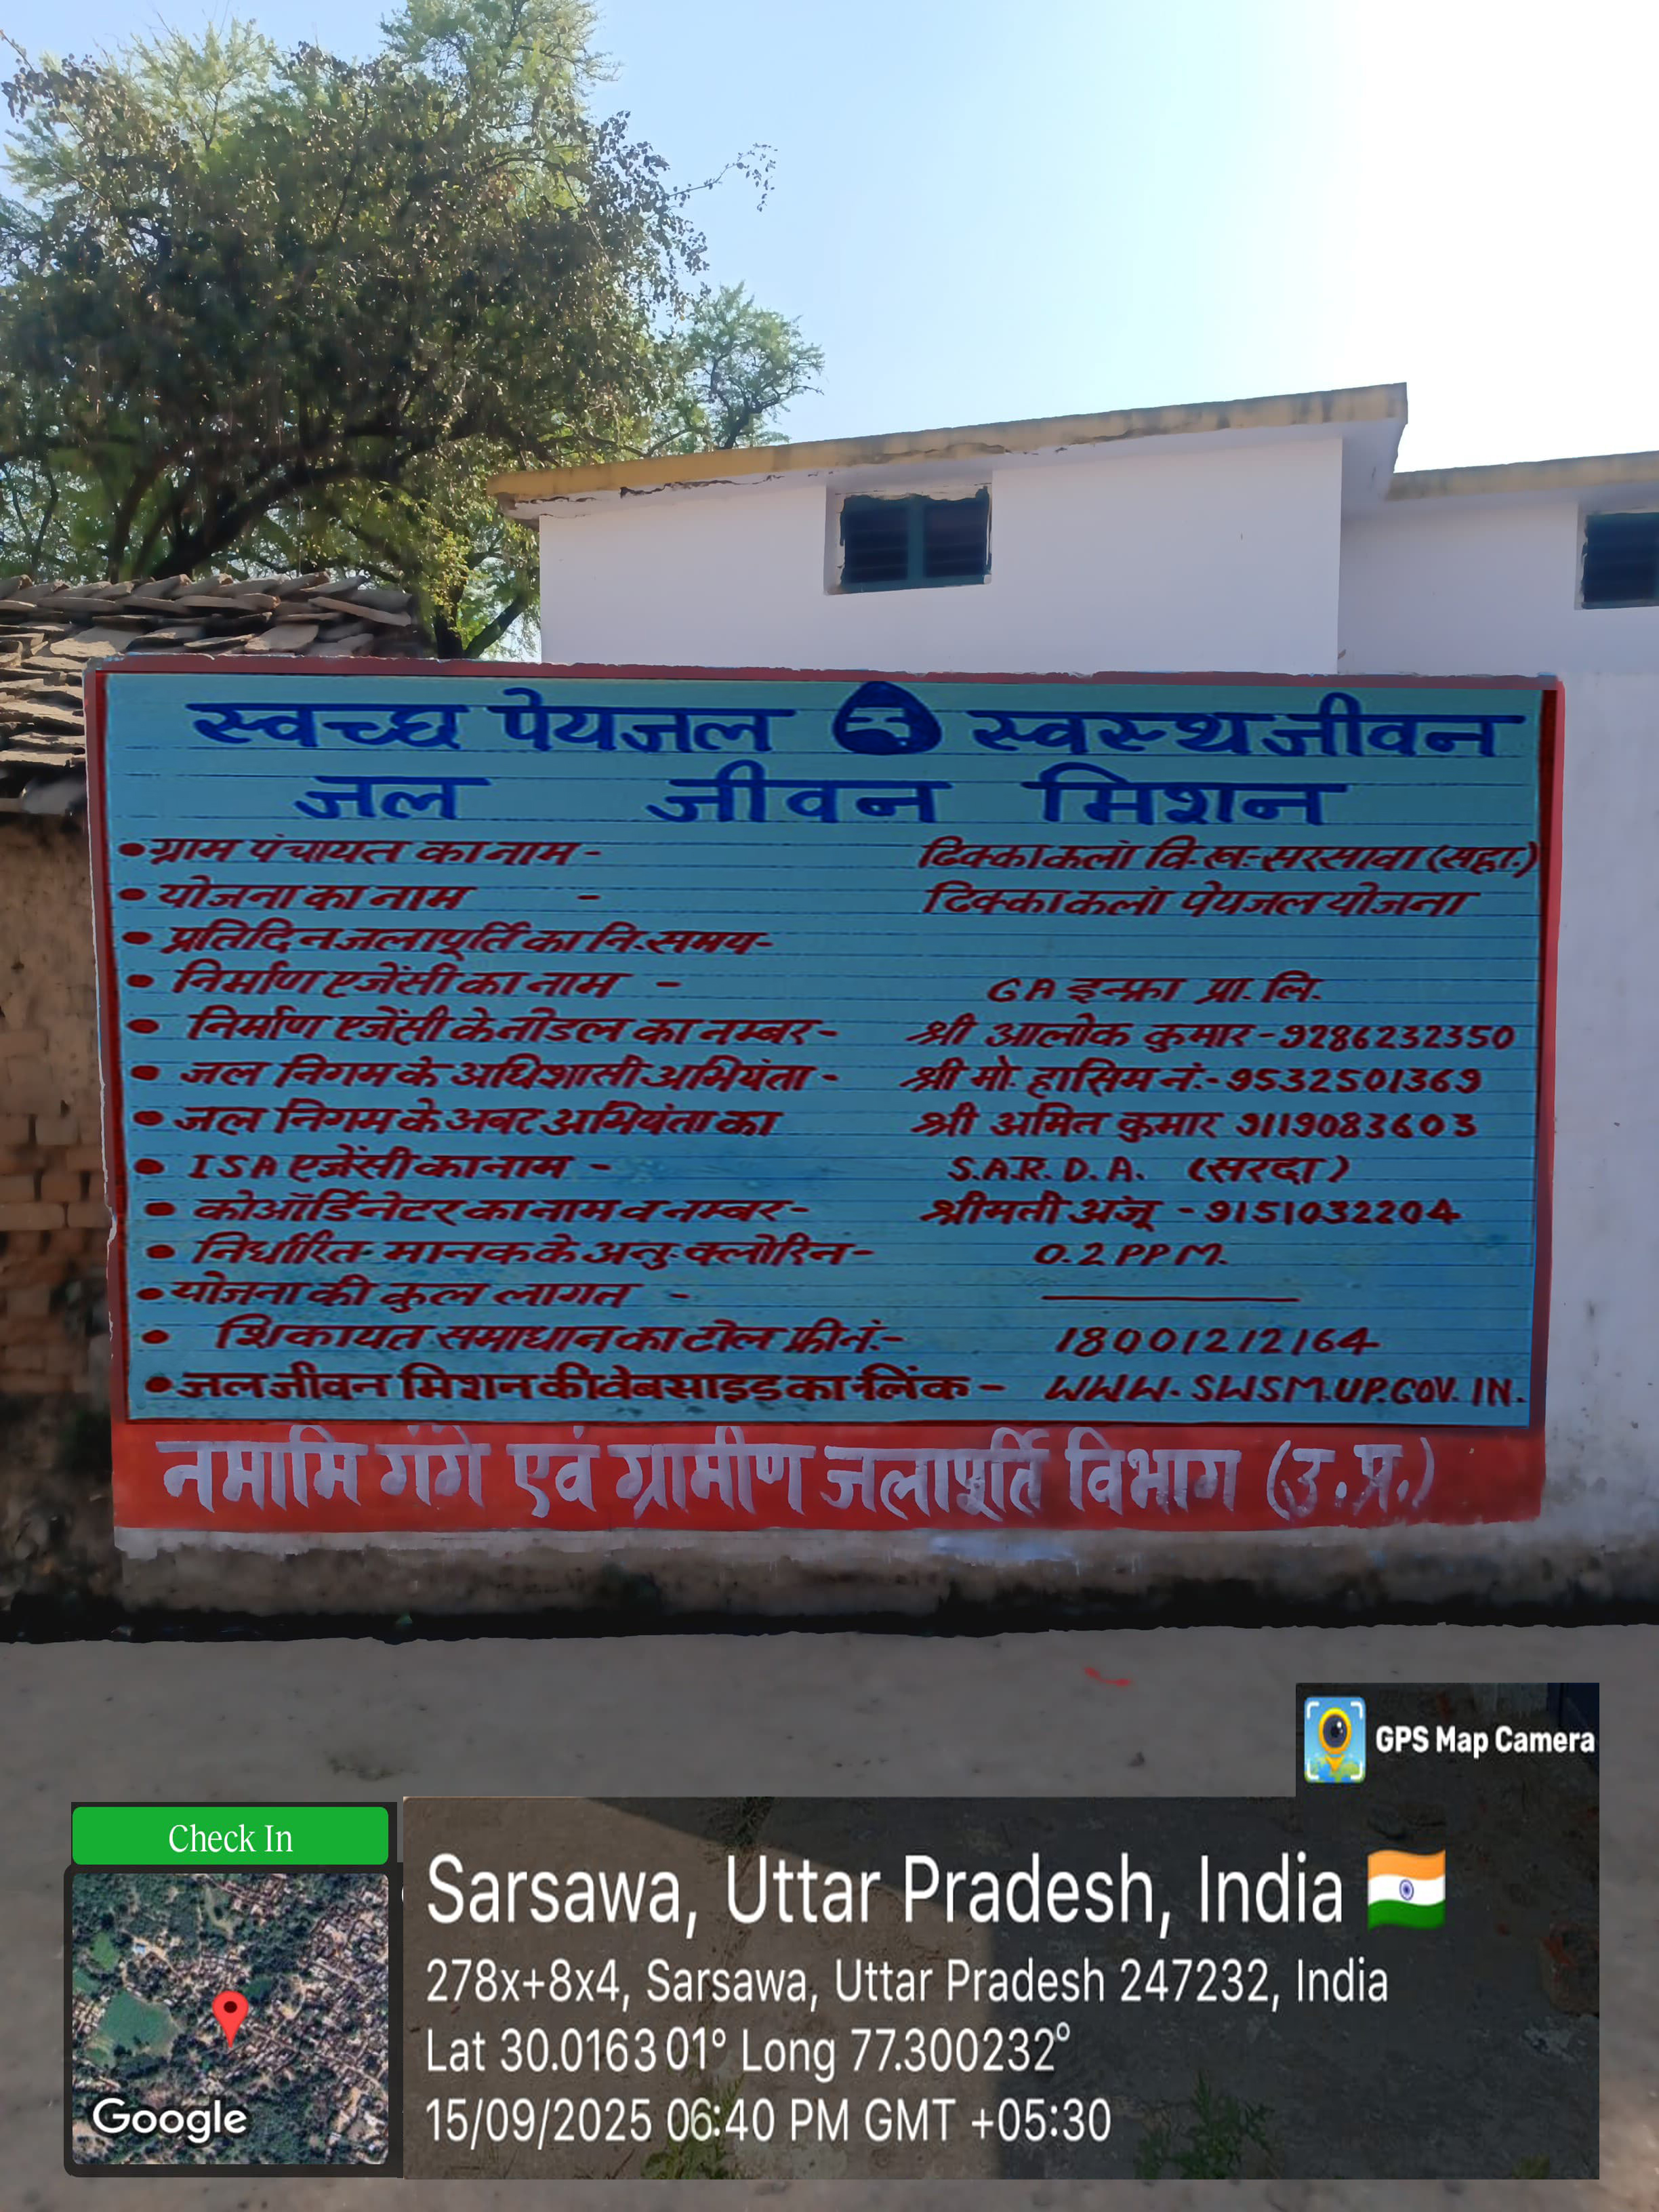 स्वच्छ पेयजल स्वस्थ जीवन
जल जीवन मिशन
•ग्राम पंचायत का नाम - ढिक्काकलां वि.ख.-सरसावा (सहा.)
• योजना का नाम - ढिक्काकलां पेयजल योजना
• प्रतिदिन जलापूर्ति का नि.समय-
• निर्माण एजेंसी का नाम - GA इन्फ्रा प्रा. लि.
• निर्माण एजेंसी के नोडल का नम्बर- श्री आलोक कुमार -9286232350
• जल निगम के अधिशासी अभियंता - श्री मो. हासिम नं.- 9532501369
• जल निगम के अवर अभियंता का श्री अमित कुमार 9119083603
• ISA एजेंसी का नाम - S.A.R.D.A. (सरदा)
• कोऑर्डिनेटर का नाम व नम्बर- श्रीमती अंजू - 9151032204
• निर्धारित मानक के अनु. क्लोरिन- 0.2 PPM.
• योजना की कुल लागत -
• शिकायत समाधान का टोल फ्री नं.- 18001212164
• जल जीवन मिशन की वेबसाइड का लिंक - WWW.SWSM.UP.GOV.IN.
नमामि गंगे एवं ग्रामीण जलापूर्ति विभाग (उ.प्र.)
GPS Map Camera
Check In
Google
Sarsawa, Uttar Pradesh, India
278x+8x4, Sarsawa, Uttar Pradesh 247232, India
Lat 30.016301° Long 77.300232°
15/09/2025 06:40 PM GMT +05:30